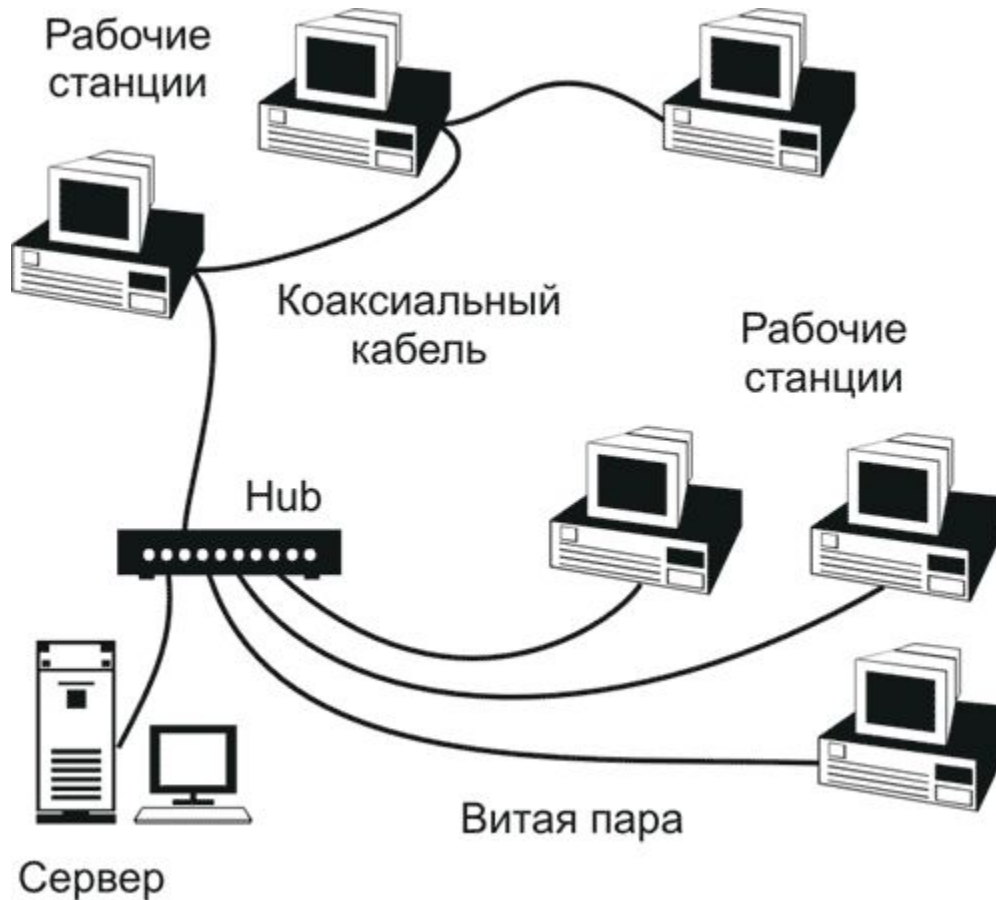 Рабочие
станции
Коаксиальный
кабель
Рабочие
станции
Hub
Витая пара
Сервер